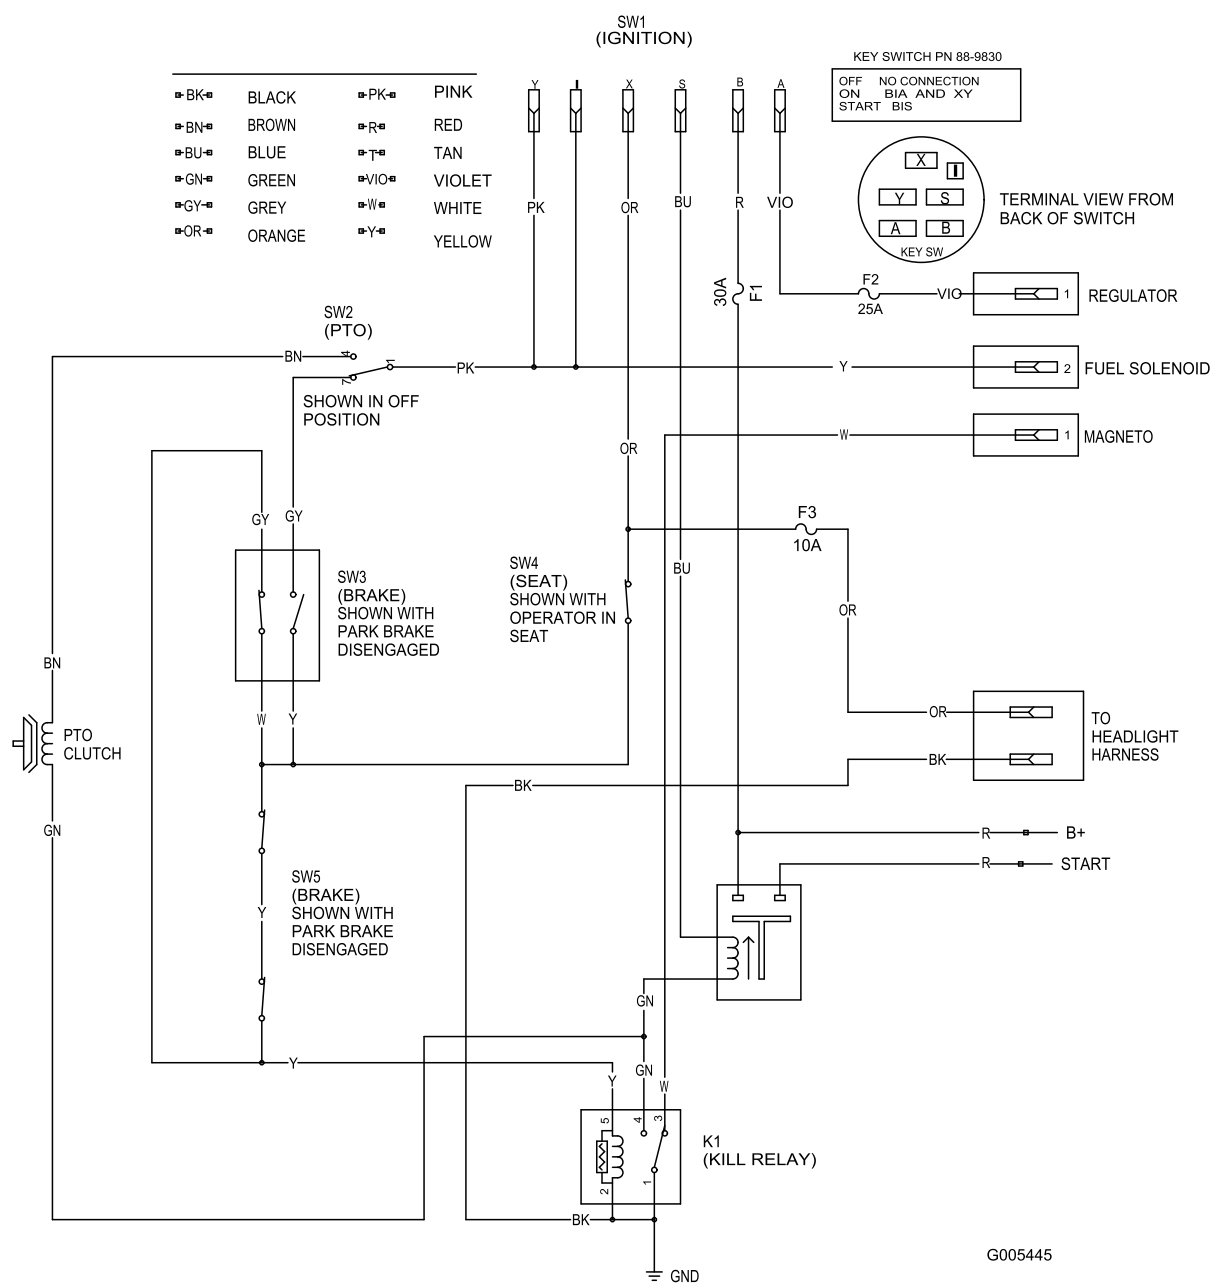 SW1
(IGNITION)
KEY SWITCH PN 88-9830
OFF NO CONNECTION
ON BIA AND XY
START BIS
BK BLACK PK PINK
BN BROWN R RED
BU BLUE T TAN
GN GREEN VIO VIOLET
GY GREY W WHITE
OR ORANGE Y YELLOW
Y I X S B A
PK OR BU R VIO
X
I
Y S
A B
KEY SW
TERMINAL VIEW FROM
BACK OF SWITCH
30A F1
F2
25A
VIO
1 REGULATOR
SW2
(PTO)
BN 4 1
7
PK
Y
2 FUEL SOLENOID
SHOWN IN OFF
POSITION
OR
W
1 MAGNETO
GY GY
F3
10A
SW3
(BRAKE)
SHOWN WITH
PARK BRAKE
DISENGAGED
SW4
(SEAT)
SHOWN WITH
OPERATOR IN
SEAT
BU
OR
BN
W Y
OR
BK
TO
HEADLIGHT
HARNESS
PTO
CLUTCH
BK
GN
R B+
R START
SW5
(BRAKE)
SHOWN WITH
PARK BRAKE
DISENGAGED
Y
GN
Y
Y GN W
5 4 3
2 1
K1
(KILL RELAY)
BK
GND
G005445